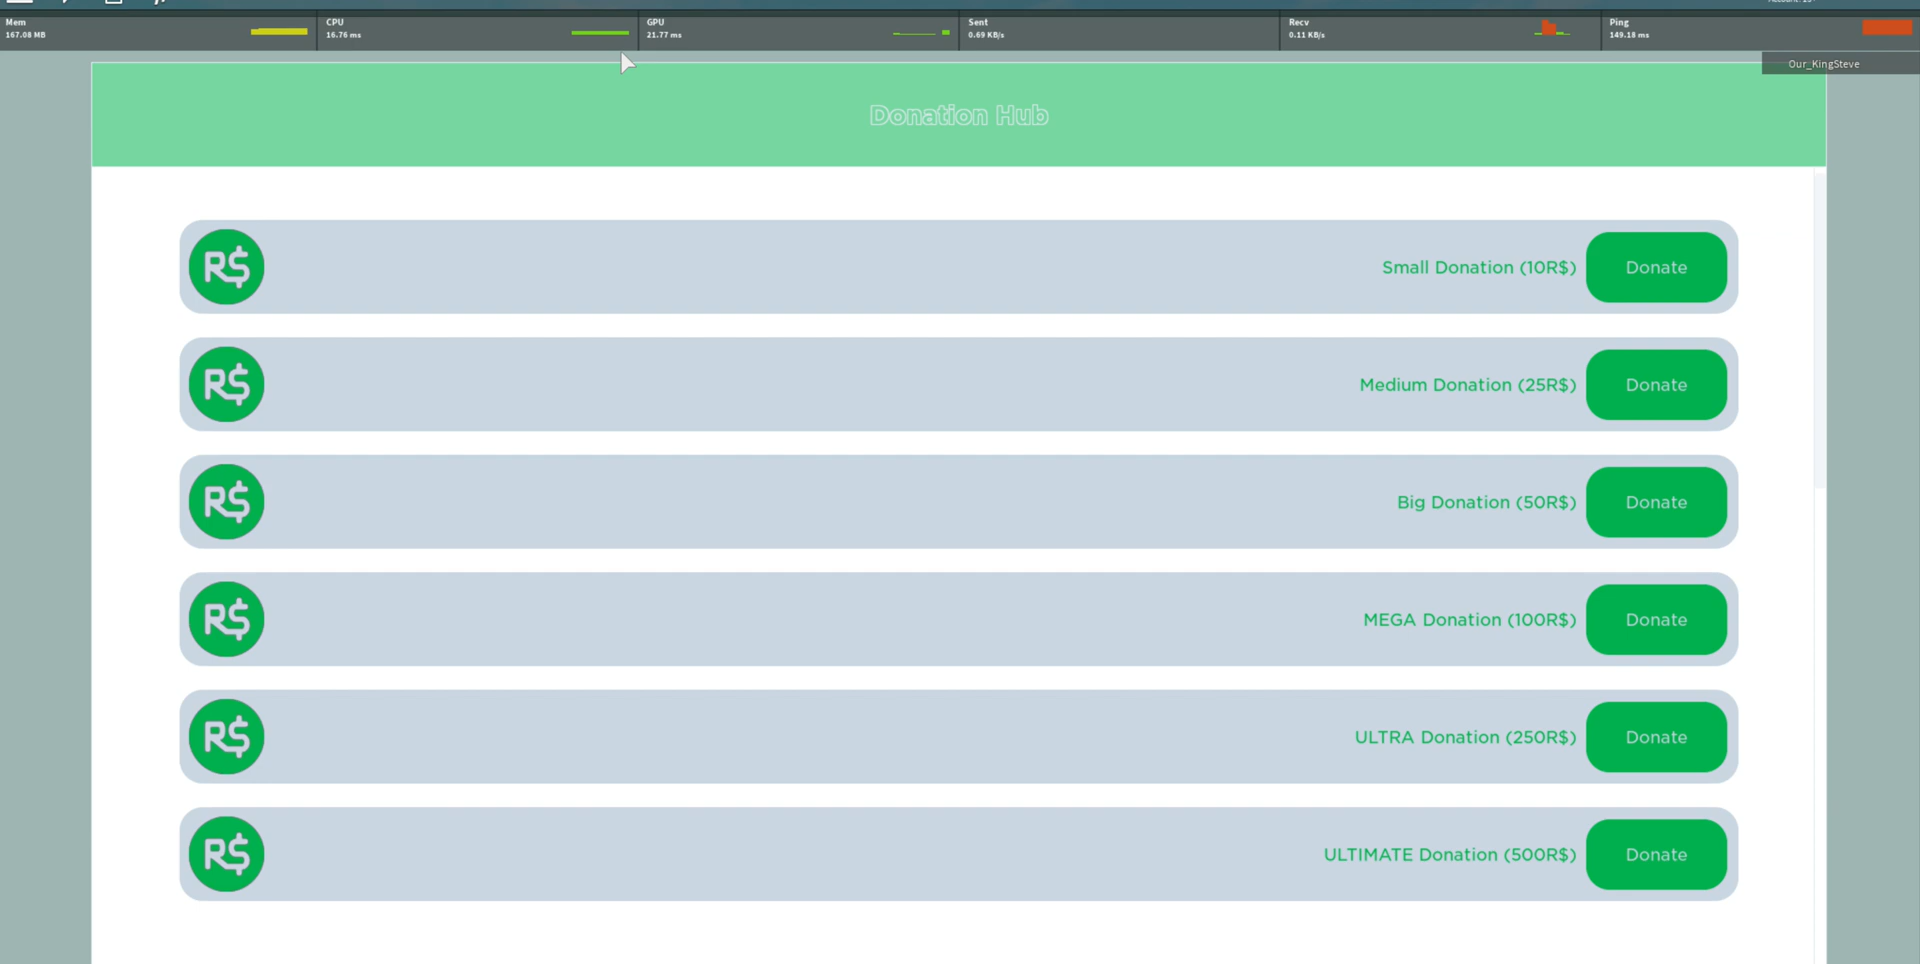 Mem
167.08 MB
CPU
16.76 ms
GPU
21.77 ms
Sent
0.69 KB/s
Recv
0.11 KB/s
Ping
149.18 ms
Our_KingSteve
Donation Hub
R$ Small Donation (10R$) Donate
R$ Medium Donation (25R$) Donate
R$ Big Donation (50R$) Donate
R$ MEGA Donation (100R$) Donate
R$ ULTRA Donation (250R$) Donate
R$ ULTIMATE Donation (500R$) Donate